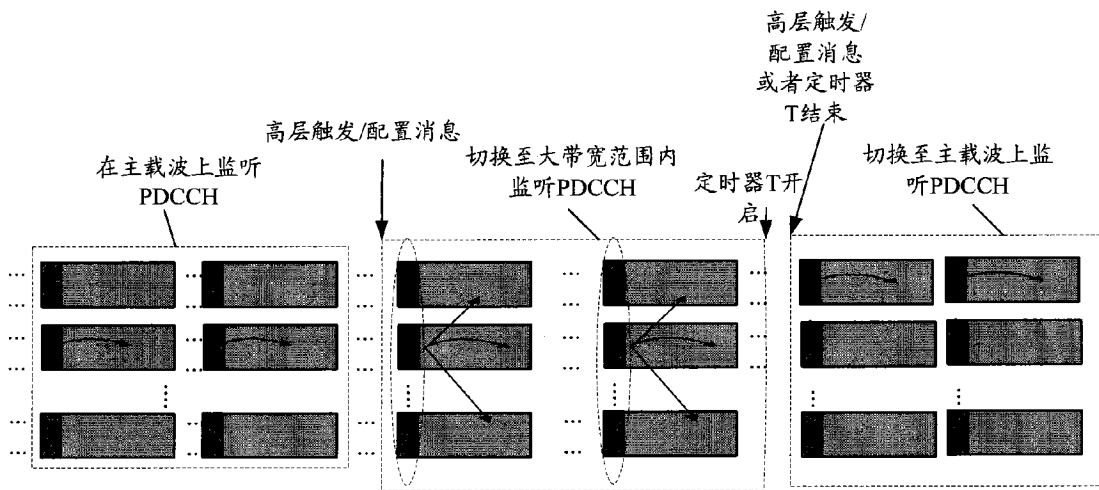 高层触发/
配置消息
或者定时器
T结束
高层触发/配置消息
在主载波上监听
PDCCH
切换至大带宽范围内
监听PDCCH
定时器T开
启
切换至主载波上监
听PDCCH